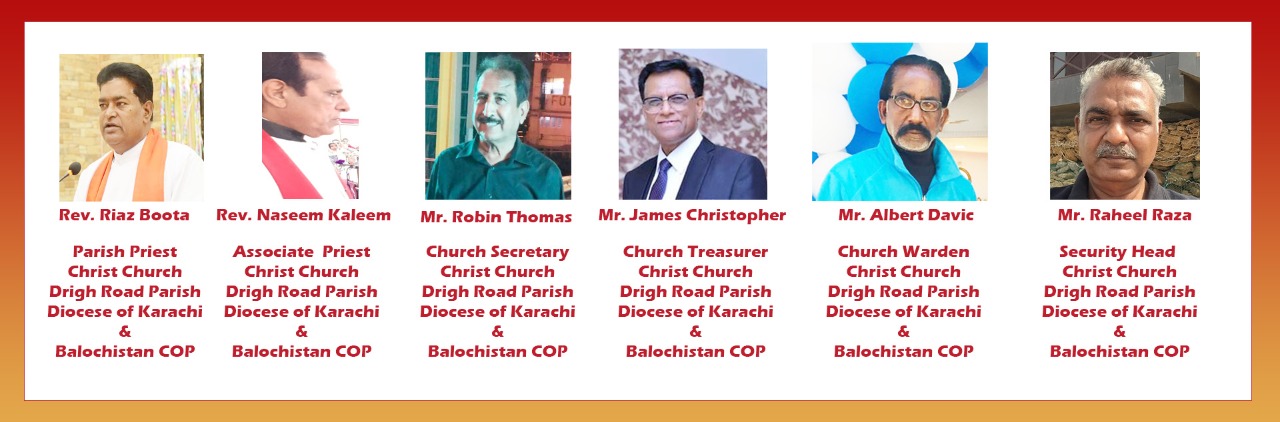 Rev. Riaz Boota
Parish Priest
Christ Church
Drigh Road Parish
Diocese of Karachi
&
Balochistan COP
Rev. Naseem Kaleem
Associate Priest
Christ Church
Drigh Road Parish
Diocese of Karachi
&
Balochistan COP
Mr. Robin Thomas
Church Secretary
Christ Church
Drigh Road Parish
Diocese of Karachi
&
Balochistan COP
Mr. James Christopher
Church Treasurer
Christ Church
Drigh Road Parish
Diocese of Karachi
&
Balochistan COP
Mr. Albert Davic
Church Warden
Christ Church
Drigh Road Parish
Diocese of Karachi
&
Balochistan COP
Mr. Raheel Raza
Security Head
Christ Church
Drigh Road Parish
Diocese of Karachi
&
Balochistan COP